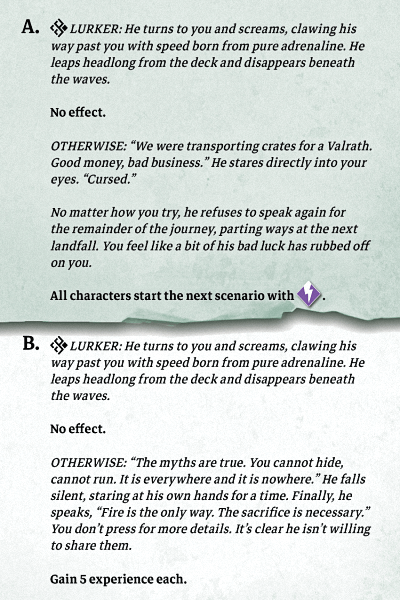 A. LURKER: He turns to you and screams, clawing his
way past you with speed born from pure adrenaline. He
leaps headlong from the deck and disappears beneath
the waves.
No effect.
OTHERWISE: “We were transporting crates for a Valrath.
Good money, bad business.” He stares directly into your
eyes. “Cursed.”
No matter how you try, he refuses to speak again for
the remainder of the journey, parting ways at the next
landfall. You feel like a bit of his bad luck has rubbed off
on you.
All characters start the next scenario with .
B. LURKER: He turns to you and screams, clawing his
way past you with speed born from pure adrenaline. He
leaps headlong from the deck and disappears beneath
the waves.
No effect.
OTHERWISE: “The myths are true. You cannot hide,
cannot run. It is everywhere and it is nowhere.” He falls
silent, staring at his own hands for a time. Finally, he
speaks, “Fire is the only way. The sacrifice is necessary.”
You don’t press for more details. It’s clear he isn’t willing
to share them.
Gain 5 experience each.